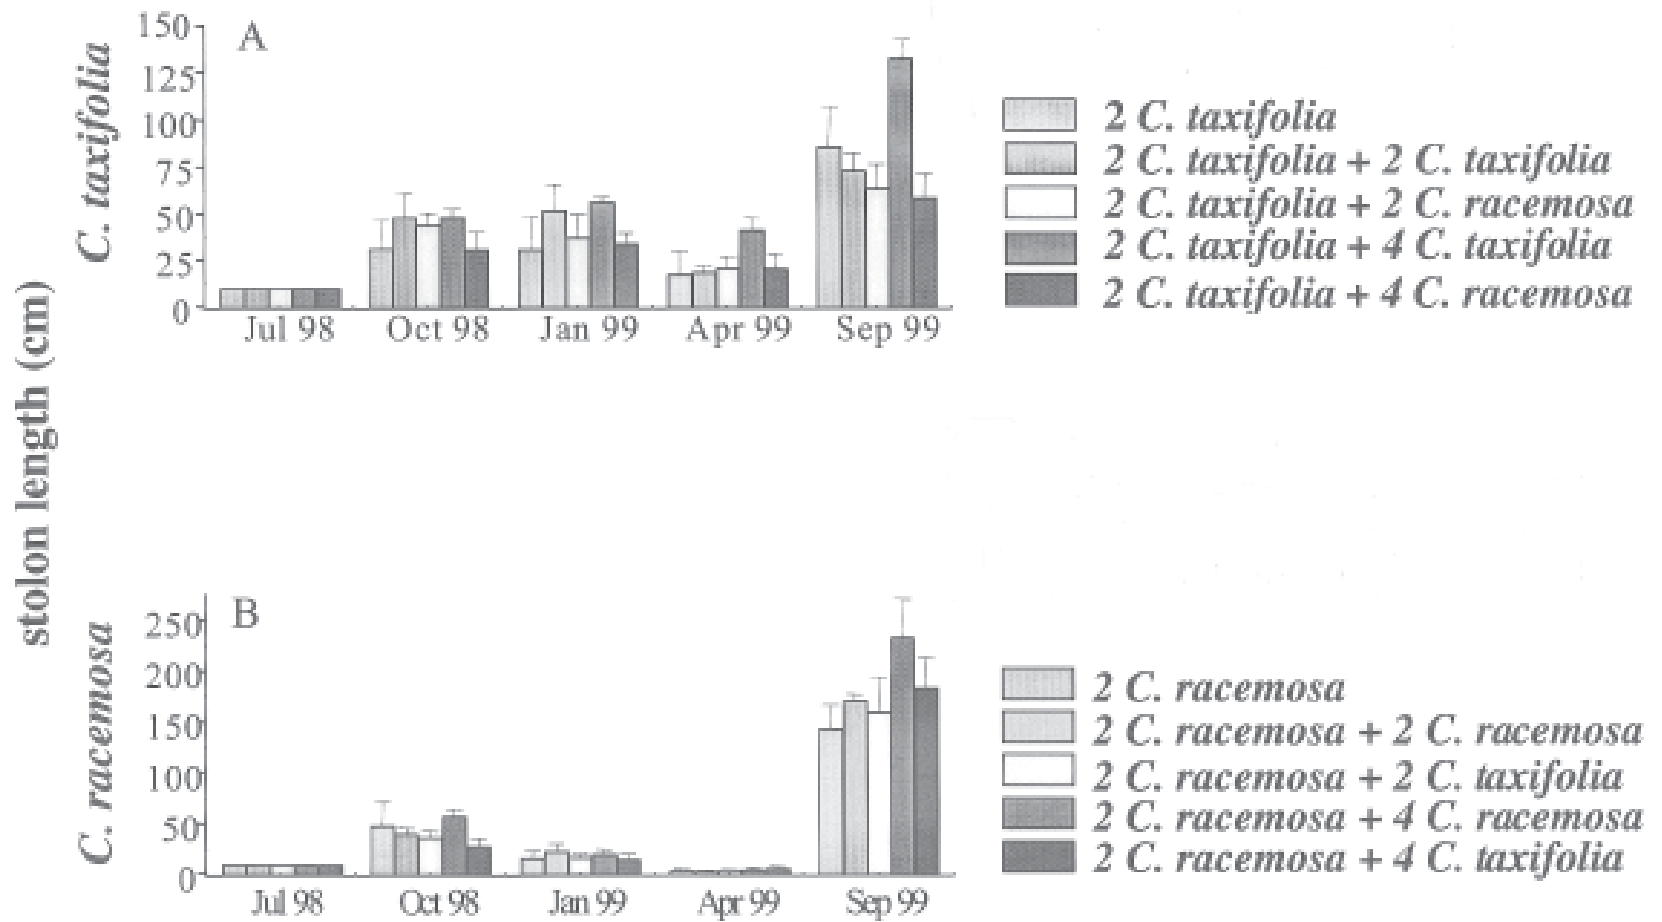 stolon length (cm)
C. taxifolia
A
150
125
100
75
50
25
0
Jul 98 Oct 98 Jan 99 Apr 99 Sep 99
2 C. taxifolia
2 C. taxifolia + 2 C. taxifolia
2 C. taxifolia + 2 C. racemosa
2 C. taxifolia + 4 C. taxifolia
2 C. taxifolia + 4 C. racemosa
C. racemosa
B
250
200
150
100
50
0
Jul 98 Oct 98 Jan 99 Apr 99 Sep 99
2 C. racemosa
2 C. racemosa + 2 C. racemosa
2 C. racemosa + 2 C. taxifolia
2 C. racemosa + 4 C. racemosa
2 C. racemosa + 4 C. taxifolia